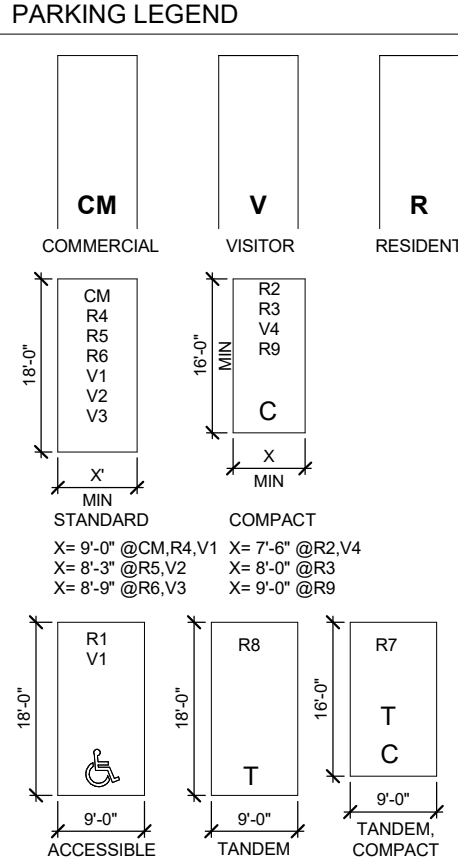 PARKING LEGEND
CM
V
R
COMMERCIAL
VISITOR
RESIDENT
18'-0"
CM
R4
R5
R6
V1
V2
V3
X'
MIN
STANDARD
16'-0"
MIN
R2
R3
V4
R9
C
X
MIN
COMPACT
X= 9'-0" @CM,R4,V1
X= 8'-3" @R5,V2
X= 8'-9" @R6,V3
X= 7'-6" @R2,V4
X= 8'-0" @R3
X= 9'-0" @R9
18'-0"
R1
V1
9'-0"
ACCESSIBLE
18'-0"
R8
T
9'-0"
TANDEM
16'-0"
R7
T
C
9'-0"
TANDEM,
COMPACT